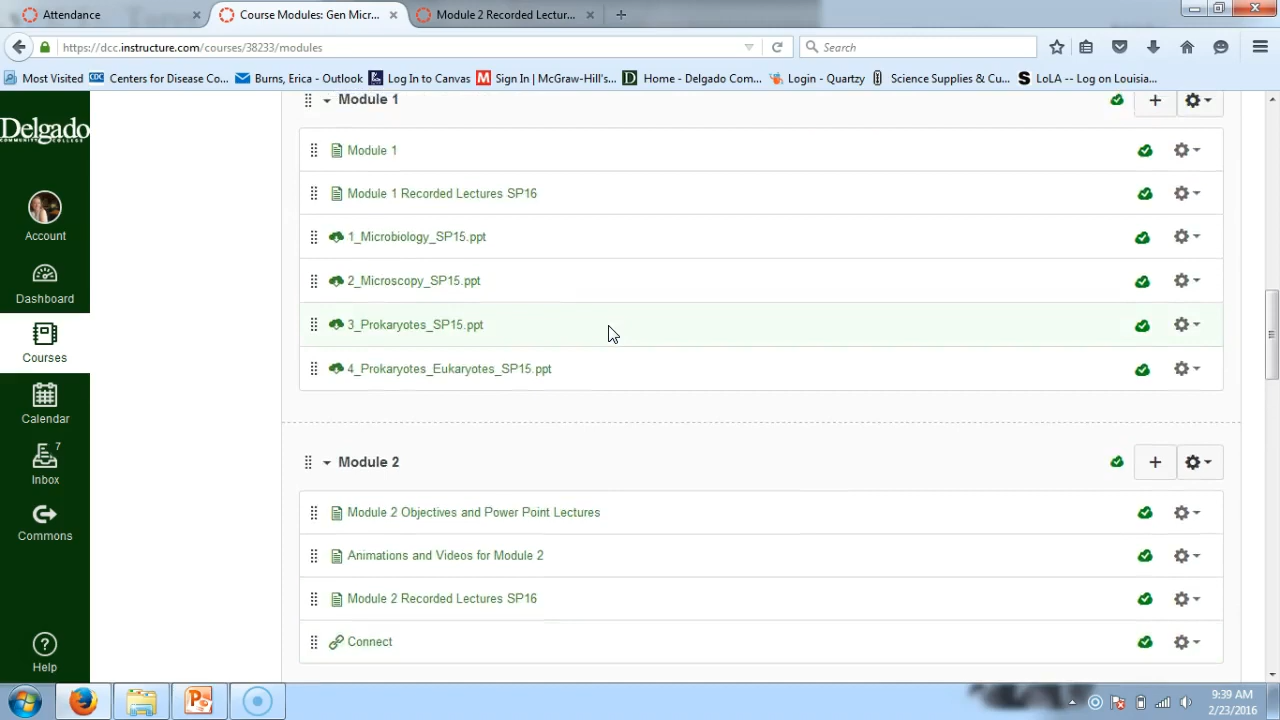 Attendance
Course Modules: Gen Micr...
Module 2 Recorded Lectur...
https://dcc.instructure.com/courses/38233/modules
Search
Most Visited
CDC
Centers for Disease Co...
Burns, Erica - Outlook
Log In to Canvas
M
Sign In | McGraw-Hill's...
D
Home - Delgado Com...
Login - Quartzy
Science Supplies & Cu...
S
LoLA -- Log on Louisia...
Delgado
COMMUNITY COLLEGE
Account
Dashboard
Courses
Calendar
7
Inbox
Commons
?
Help
Module 1
Module 1
Module 1 Recorded Lectures SP16
1_Microbiology_SP15.ppt
2_Microscopy_SP15.ppt
3_Prokaryotes_SP15.ppt
4_Prokaryotes_Eukaryotes_SP15.ppt
Module 2
Module 2 Objectives and Power Point Lectures
Animations and Videos for Module 2
Module 2 Recorded Lectures SP16
Connect
9:39 AM
2/23/2016